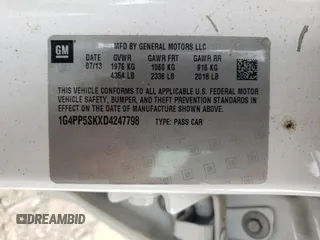 GM
MFD BY GENERAL MOTORS LLC
DATE GVWR GAWR FRT GAWR RR
07/13 1976 KG 1060 KG 916 KG
4354 LB 2336 LB 2018 LB
THIS VEHICLE CONFORMS TO ALL APPLICABLE U.S. FEDERAL MOTOR
VEHICLE SAFETY, BUMPER, AND THEFT PREVENTION STANDARDS
IN EFFECT ON THE DATE OF MANUFACTURE SHOWN ABOVE.
1G4PP5SKXD4247798 TYPE: PASS CAR
DREAMBID